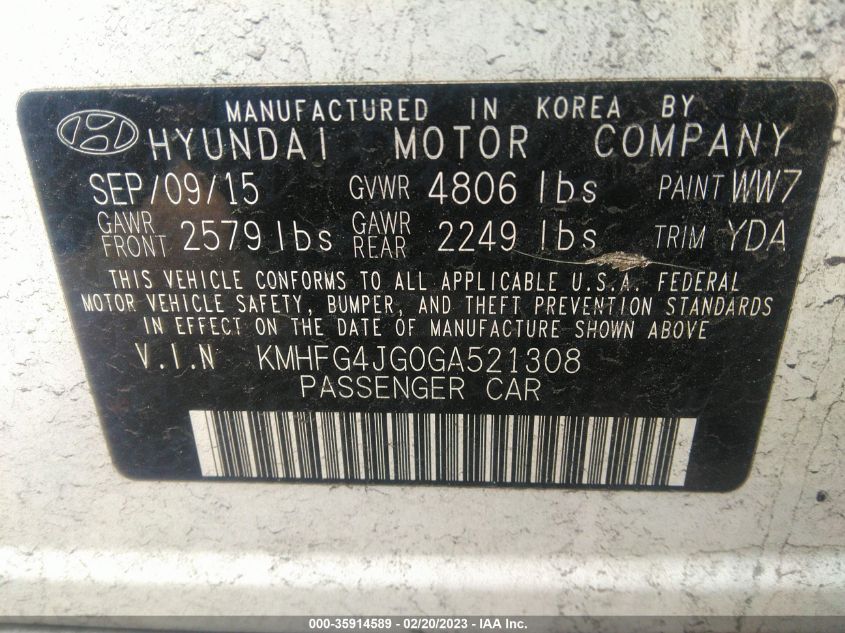 MANUFACTURED IN KOREA BY
HYUNDAI MOTOR COMPANY
SEP/09/15 GVWR 4806 lbs PAINT WW7
GAWR FRONT 2579 lbs GAWR REAR 2249 lbs TRIM YDA
THIS VEHICLE CONFORMS TO ALL APPLICABLE U.S.A. FEDERAL
MOTOR VEHICLE SAFETY, BUMPER, AND THEFT PREVENTION STANDARDS
IN EFFECT ON THE DATE OF MANUFACTURE SHOWN ABOVE
V.I.N KMHFG4JG0GA521308
PASSENGER CAR
000-35914589 - 02/20/2023 - IAA Inc.